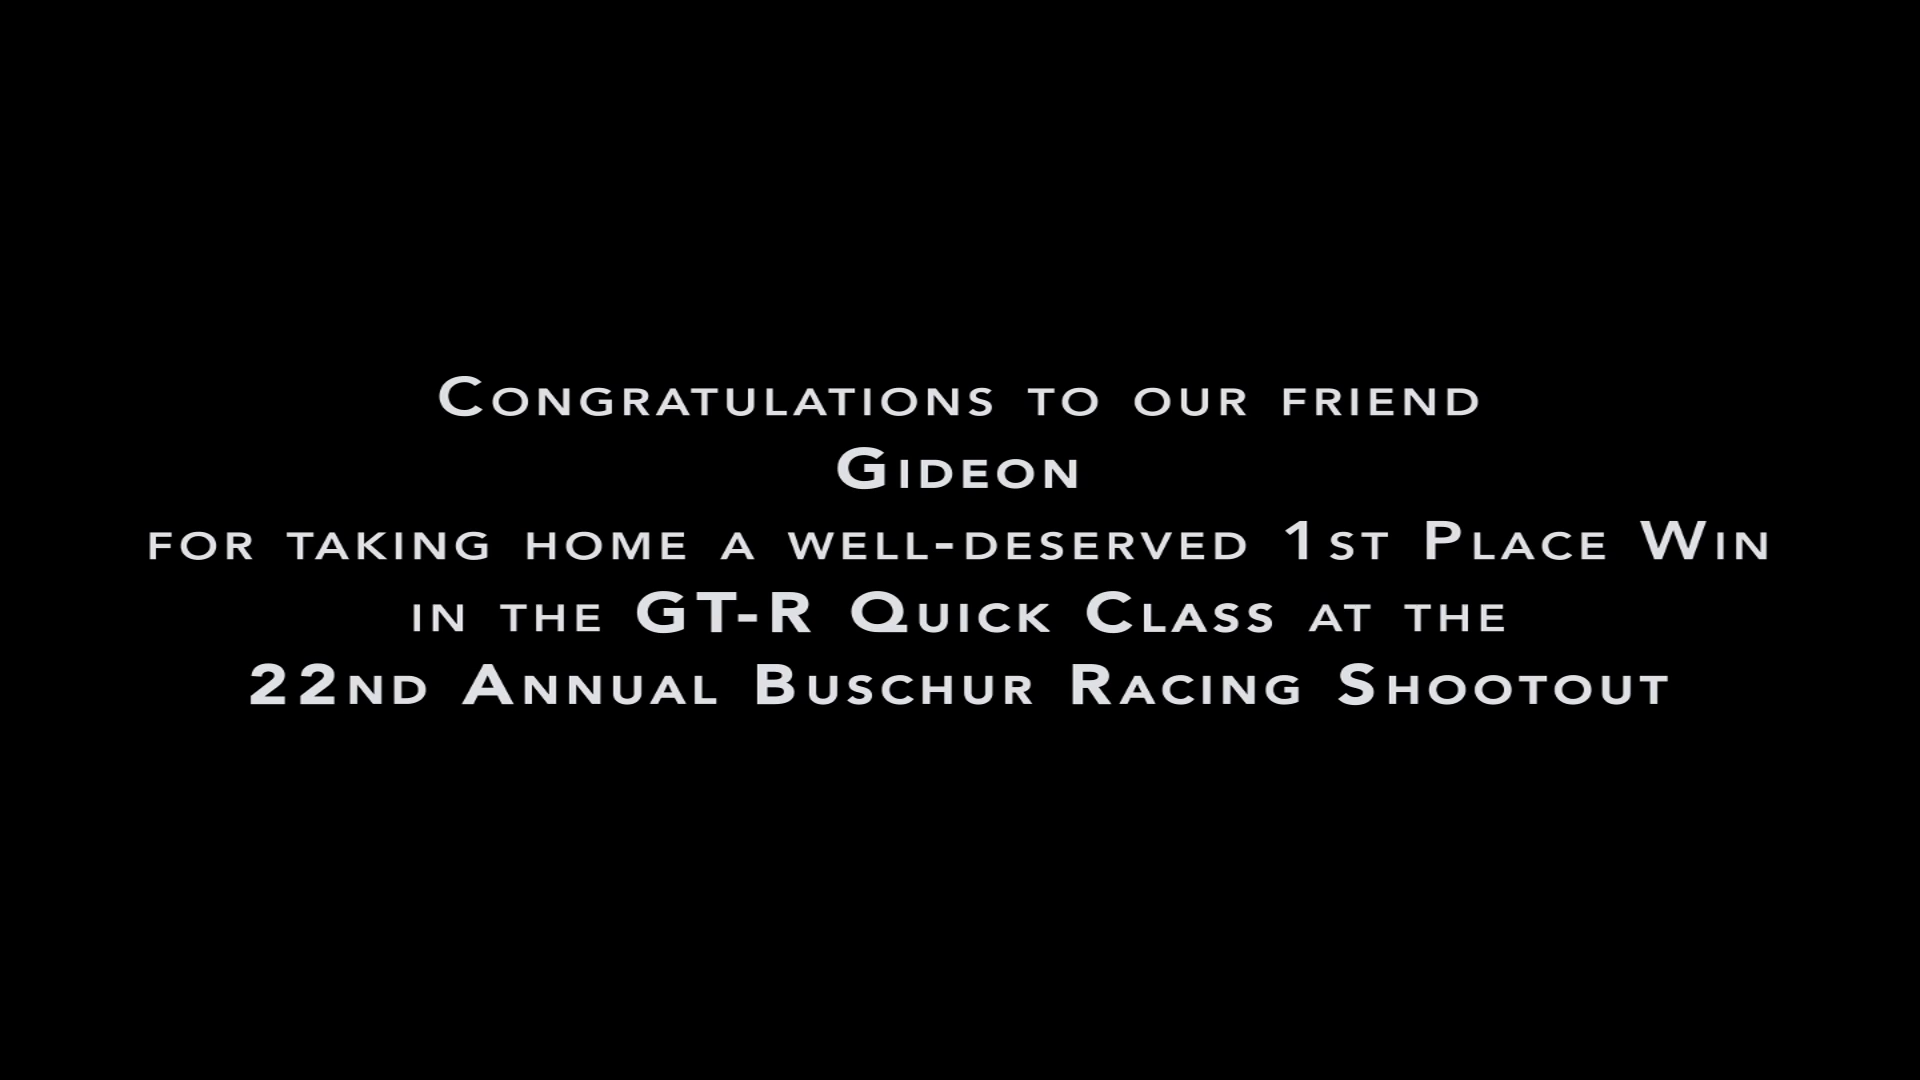 Congratulations to our friend
Gideon
for taking home a well-deserved 1st Place Win
in the GT-R Quick Class at the
22nd Annual Buschur Racing Shootout